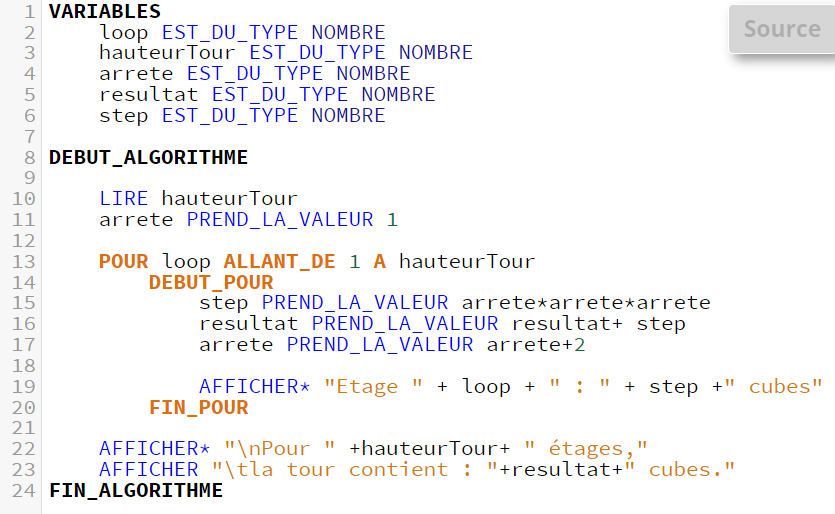 Source
1 VARIABLES
2 loop EST_DU_TYPE NOMBRE
3 hauteurTour EST_DU_TYPE NOMBRE
4 arrete EST_DU_TYPE NOMBRE
5 resultat EST_DU_TYPE NOMBRE
6 step EST_DU_TYPE NOMBRE
7
8 DEBUT_ALGORITHME
9
10 LIRE hauteurTour
11 arrete PREND_LA_VALEUR 1
12
13 POUR loop ALLANT_DE 1 A hauteurTour
14 DEBUT_POUR
15 step PREND_LA_VALEUR arrete*arrete*arrete
16 resultat PREND_LA_VALEUR resultat+ step
17 arrete PREND_LA_VALEUR arrete+2
18
19 AFFICHER* "Etage " + loop + " : " + step +" cubes"
20 FIN_POUR
21
22 AFFICHER* "\nPour " +hauteurTour+ " étages,"
23 AFFICHER "\tla tour contient : "+resultat+" cubes."
24 FIN_ALGORITHME